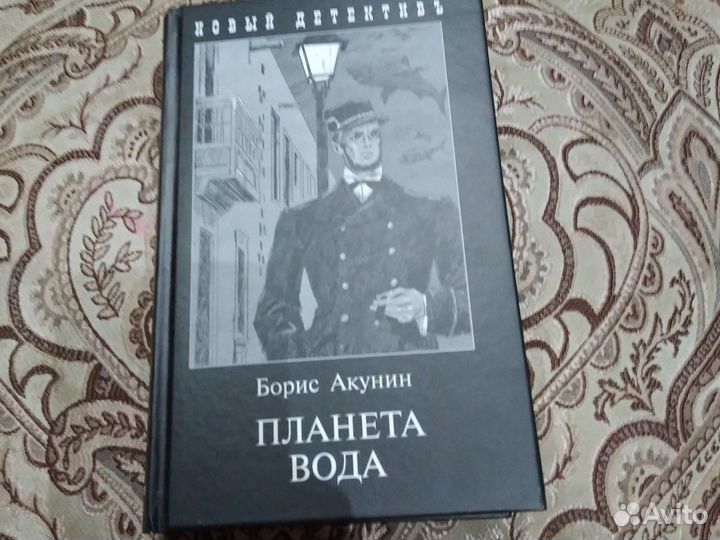 НОВЫЙ ДЕТЕКТИВЪ
Борис Акунин
ПЛАНЕТА
ВОДА
Avito